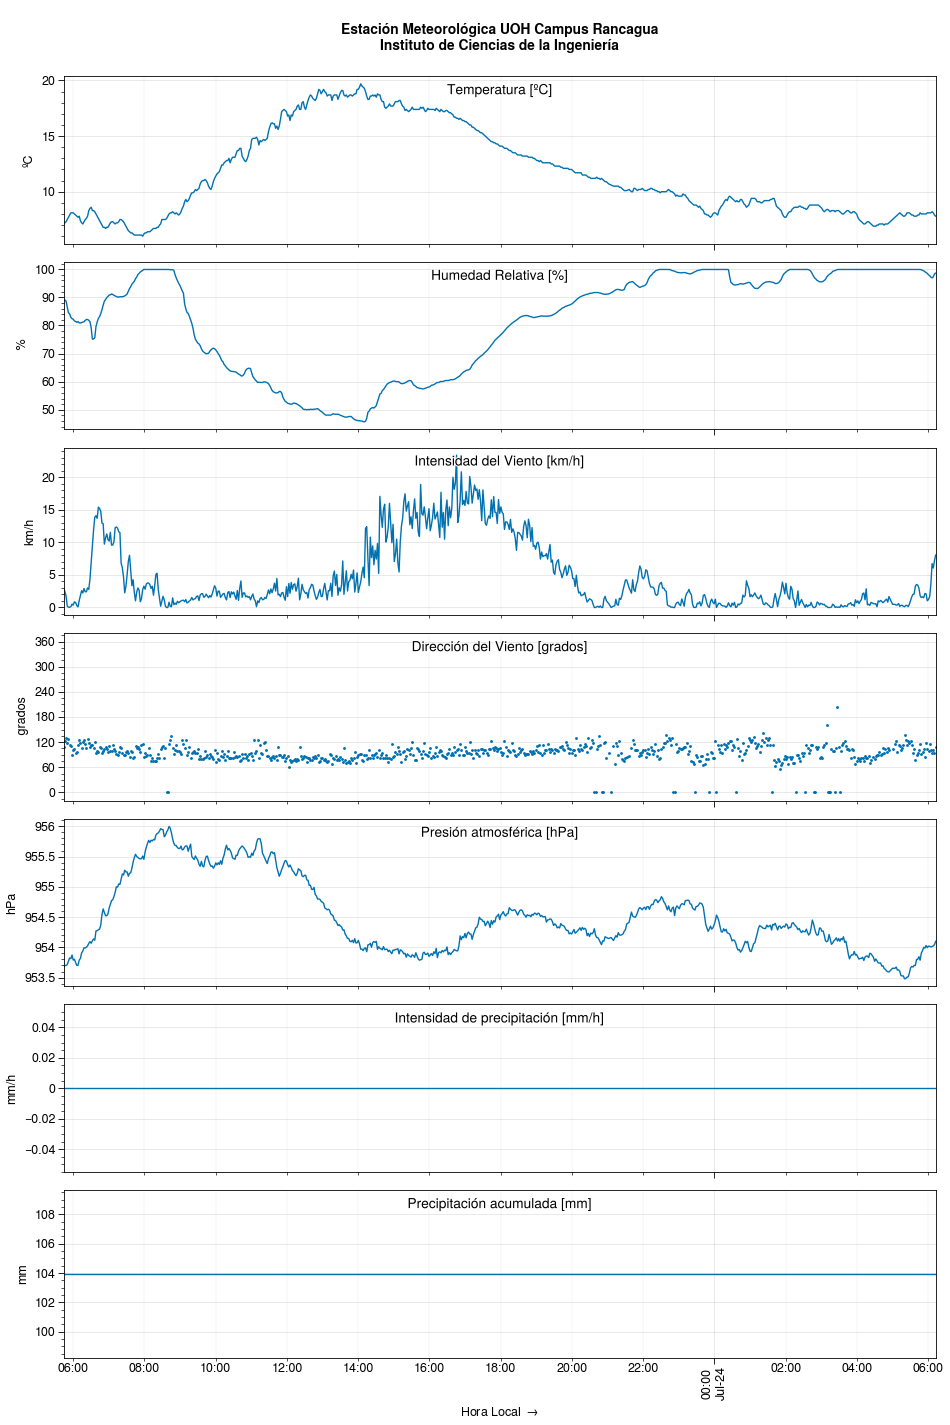 Estación Meteorológica UOH Campus Rancagua
Instituto de Ciencias de la Ingeniería
Temperatura [ºC]
20
15
10
ºC
Humedad Relativa [%]
100
90
80
70
60
50
%
Intensidad del Viento [km/h]
20
15
10
5
0
km/h
Dirección del Viento [grados]
360
300
240
180
120
60
0
grados
Presión atmosférica [hPa]
956
955.5
955
954.5
954
953.5
hPa
Intensidad de precipitación [mm/h]
0.04
0.02
0
−0.02
−0.04
mm/h
Precipitación acumulada [mm]
108
106
104
102
100
mm
06:00 08:00 10:00 12:00 14:00 16:00 18:00 20:00 00:00 02:00 04:00 06:00
Jul-24
Hora Local →